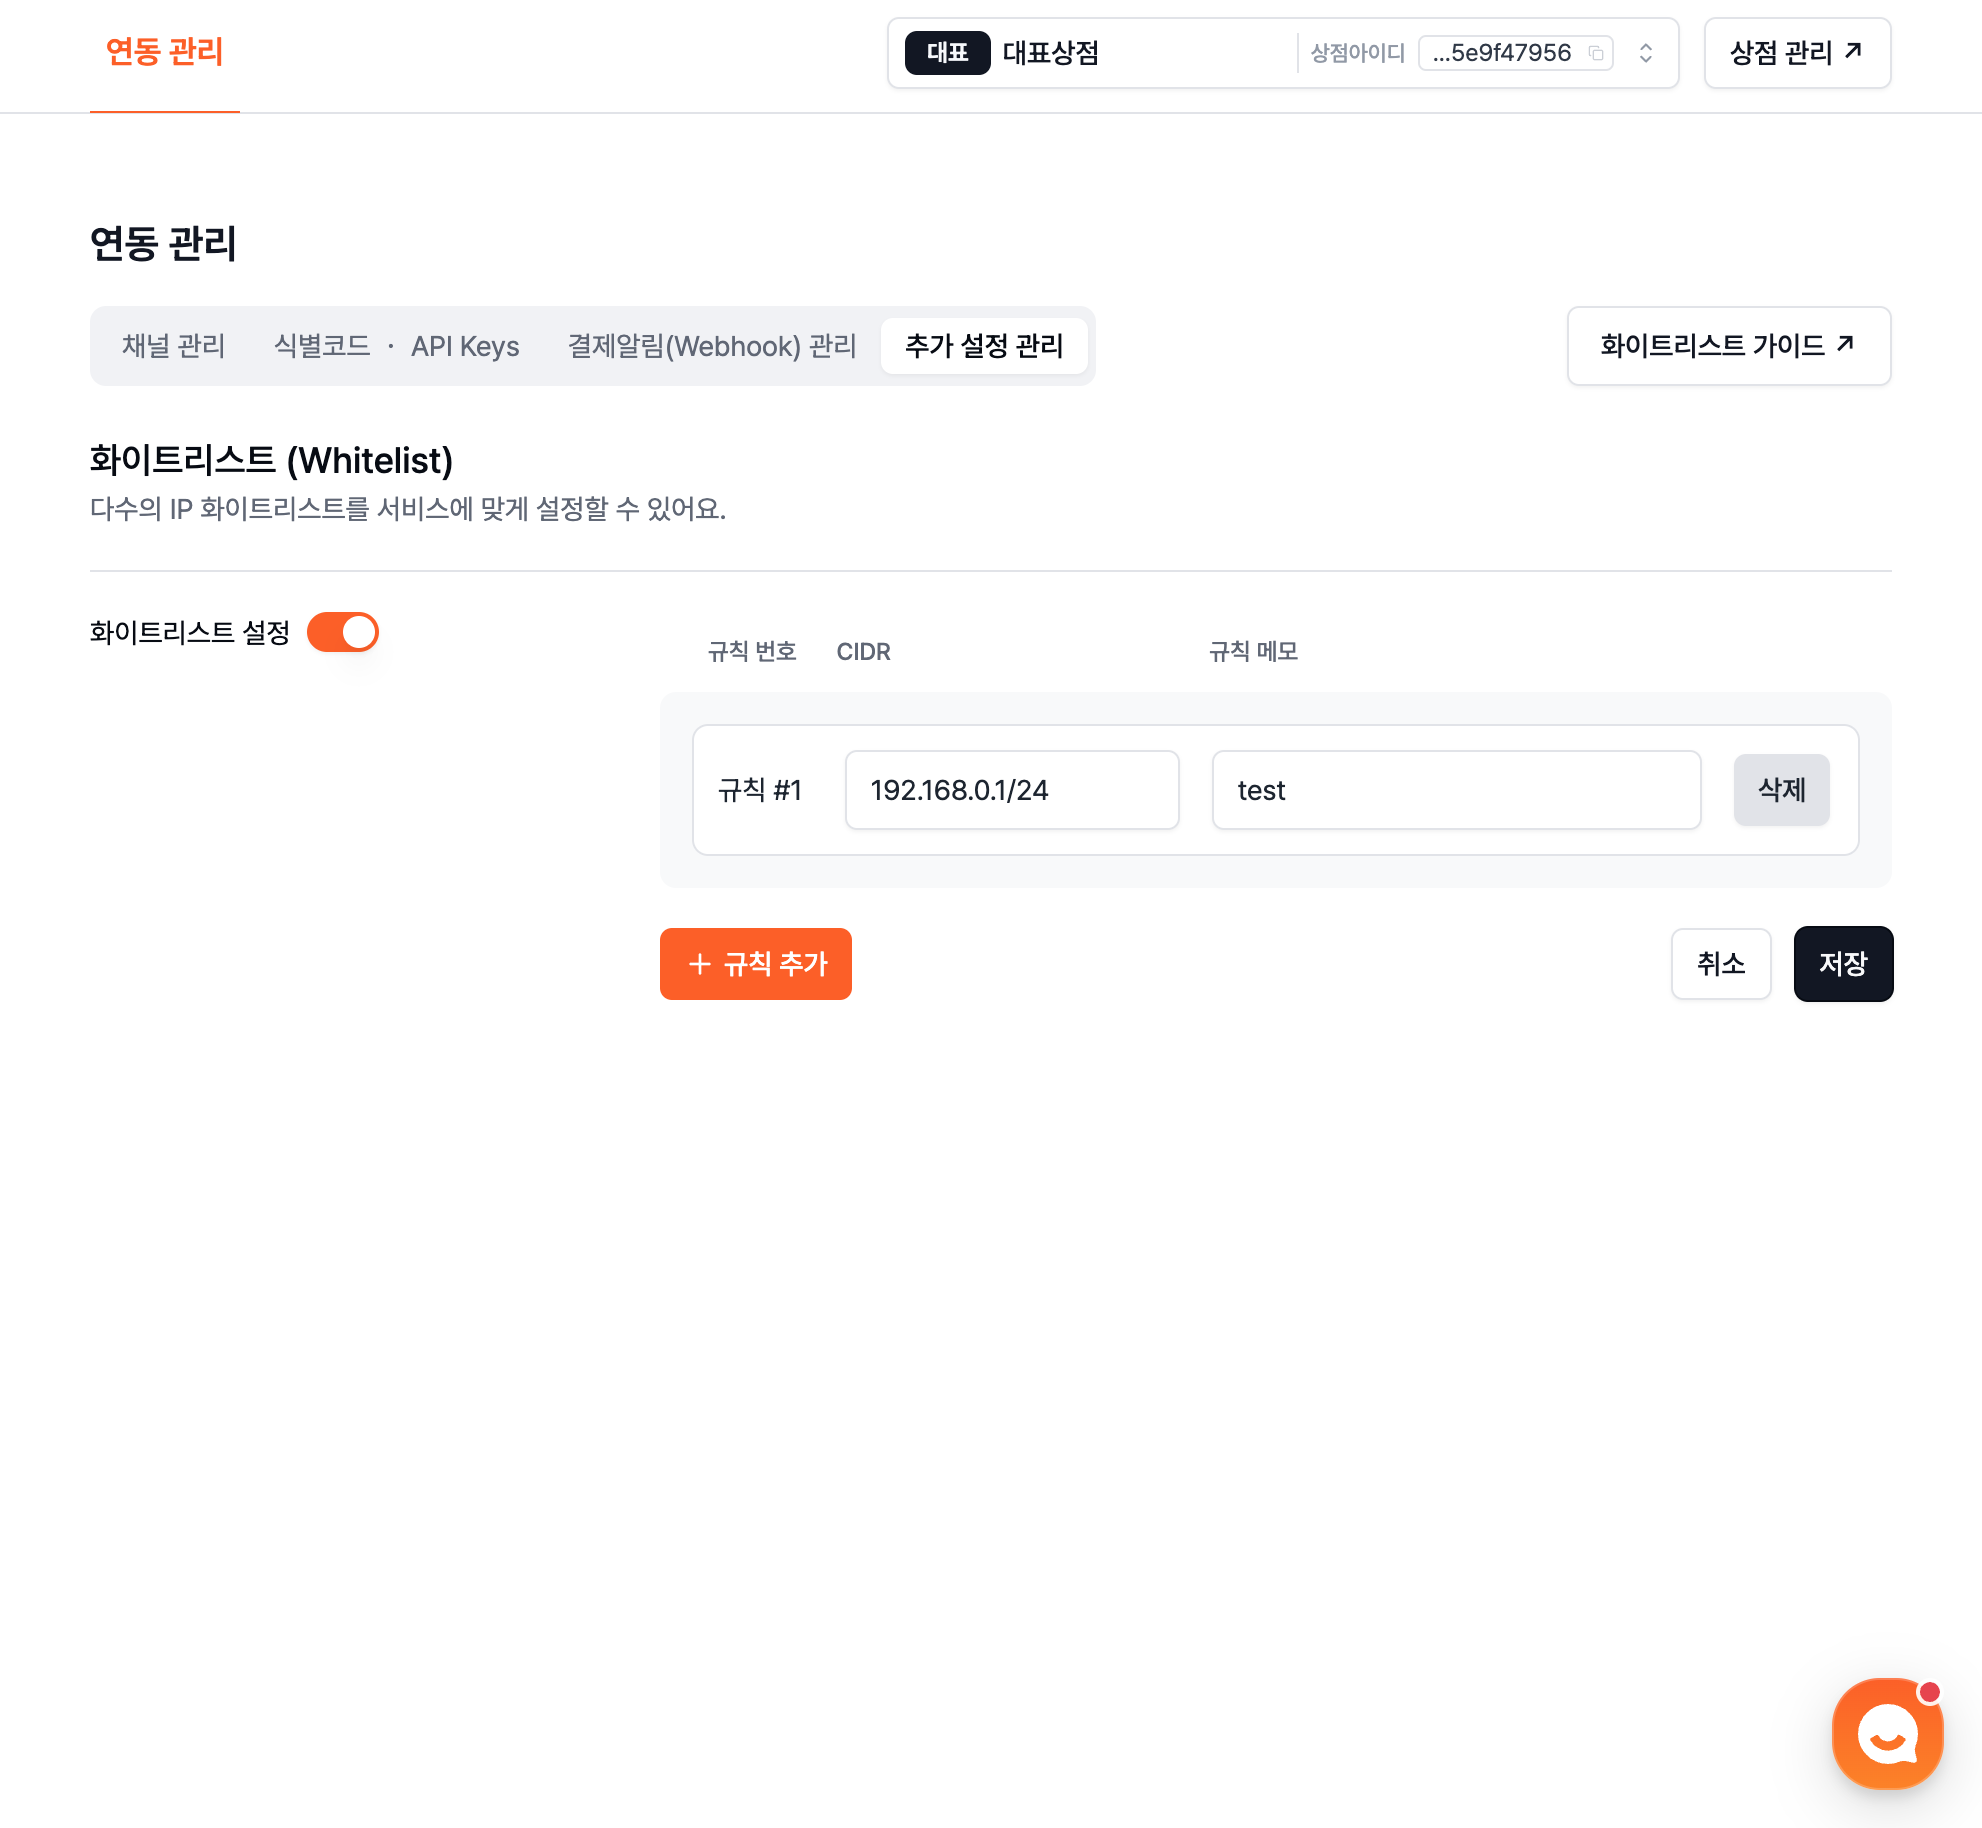 연동 관리
대표 대표상점 상점아이디 ...5e9f47956
상점 관리
연동 관리
채널 관리 식별코드 · API Keys 결제알림(Webhook) 관리 추가 설정 관리
화이트리스트 가이드
화이트리스트 (Whitelist)
다수의 IP 화이트리스트를 서비스에 맞게 설정할 수 있어요.
화이트리스트 설정
규칙 번호 CIDR 규칙 메모
규칙 #1 192.168.0.1/24 test 삭제
+ 규칙 추가
취소 저장